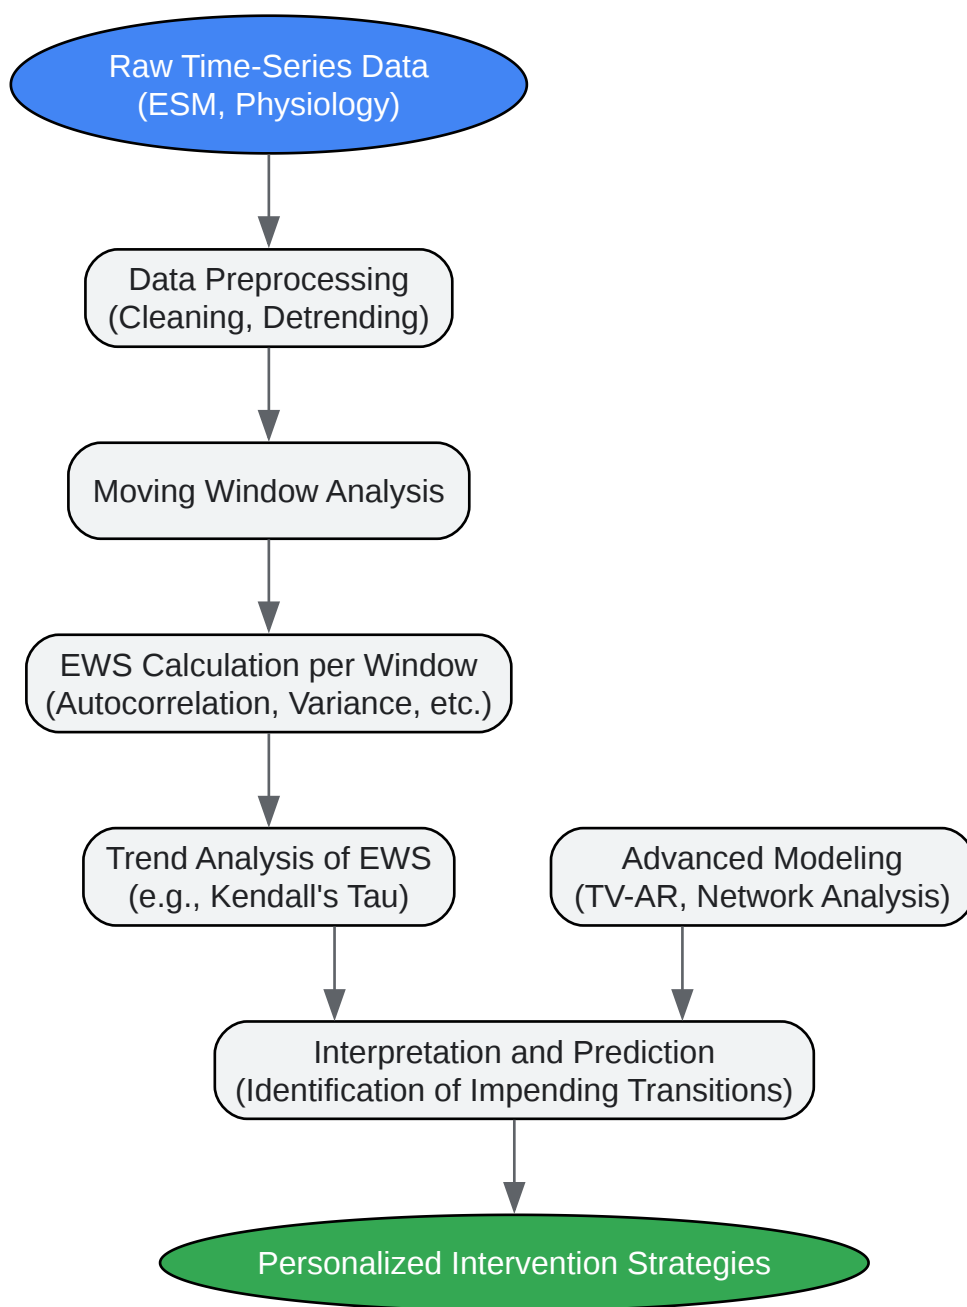 Raw Time-Series Data
(ESM, Physiology)
Data Preprocessing
(Cleaning, Detrending)
Moving Window Analysis
EWS Calculation per Window
(Autocorrelation, Variance, etc.)
Trend Analysis of EWS
(e.g., Kendall's Tau)
Advanced Modeling
(TV-AR, Network Analysis)
Interpretation and Prediction
(Identification of Impending Transitions)
Personalized Intervention Strategies